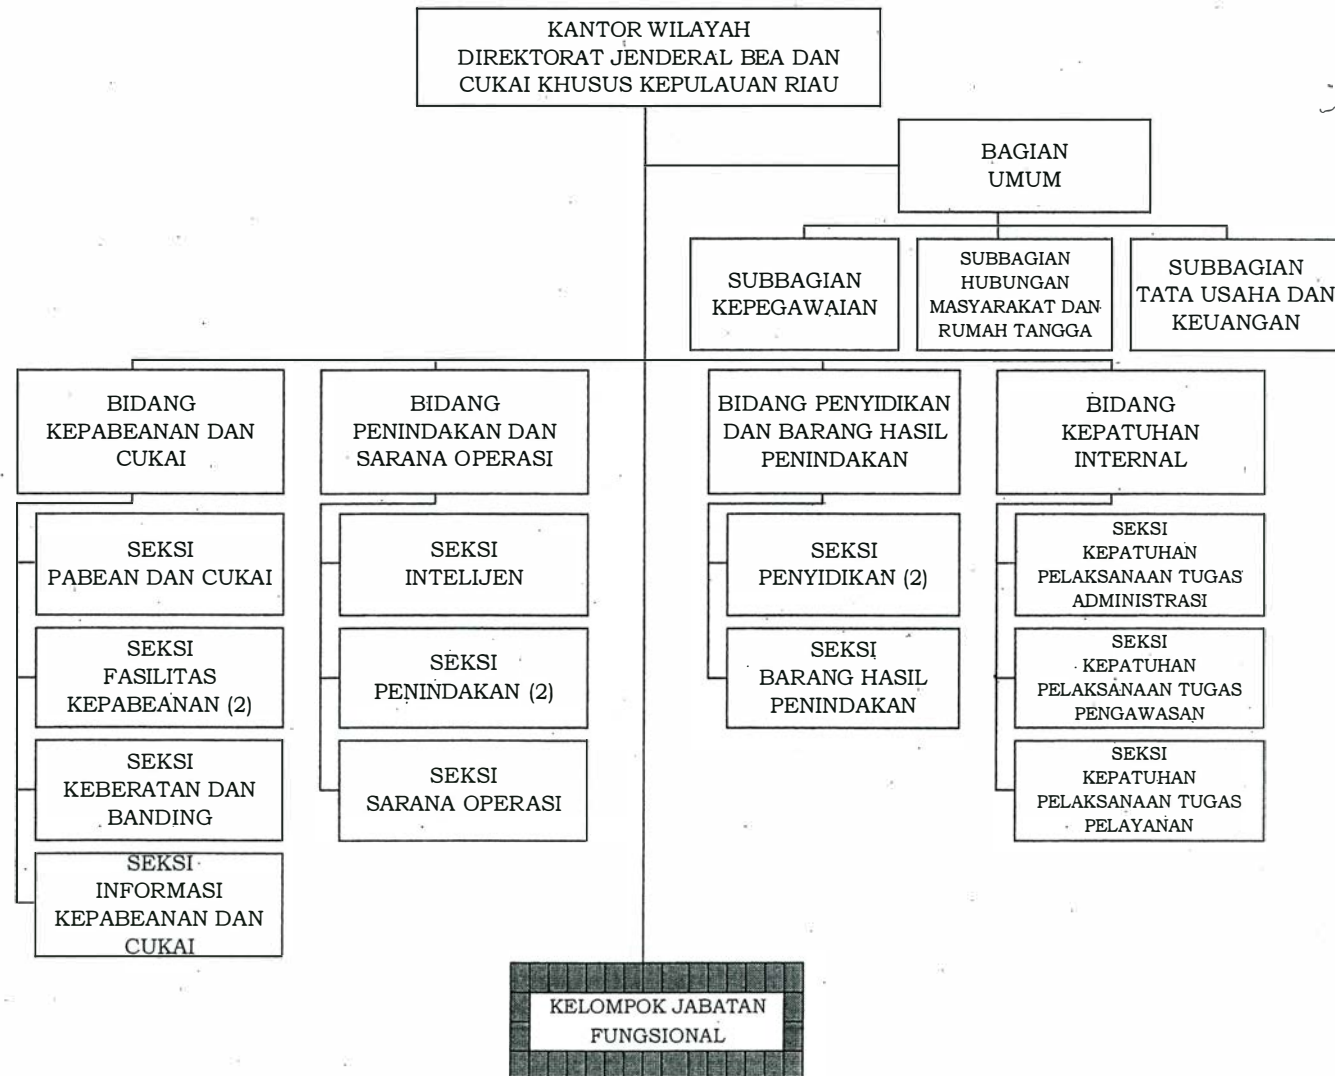 KANTOR WILAYAH
DIREKTORAT JENDERAL BEA DAN
CUKAI KHUSUS KEPULAUAN RIAU
BAGIAN
UMUM
SUBBAGIAN
KEPEGAWAIAN
SUBBAGIAN
HUBUNGAN
MASYARAKAT DAN
RUMAH TANGGA
SUBBAGIAN
TATA USAHA DAN
KEUANGAN
BIDANG
KEPABEANAN DAN
CUKAI
SEKSI
PABEAN DAN CUKAI
SEKSI
FASILITAS
KEPABEANAN (2)
SEKSI
KEBERATAN DAN
BANDING
SEKSI
INFORMASI
KEPABEANAN DAN
CUKAI
BIDANG
PENINDAKAN DAN
SARANA OPERASI
SEKSI
INTELIJEN
SEKSI
PENINDAKAN (2)
SEKSI
SARANA OPERASI
BIDANG PENYIDIKAN
DAN BARANG HASIL
PENINDAKAN
SEKSI
PENYIDIKAN (2)
SEKSI
BARANG HASIL
PENINDAKAN
BIDANG
KEPATUHAN
INTERNAL
SEKSI
KEPATUHAN
PELAKSANAAN TUGAS
ADMINISTRASI
SEKSI
KEPATUHAN
PELAKSANAAN TUGAS
PENGAWASAN
SEKSI
KEPATUHAN
PELAKSANAAN TUGAS
PELAYANAN
KELOMPOK JABATAN
FUNGSIONAL